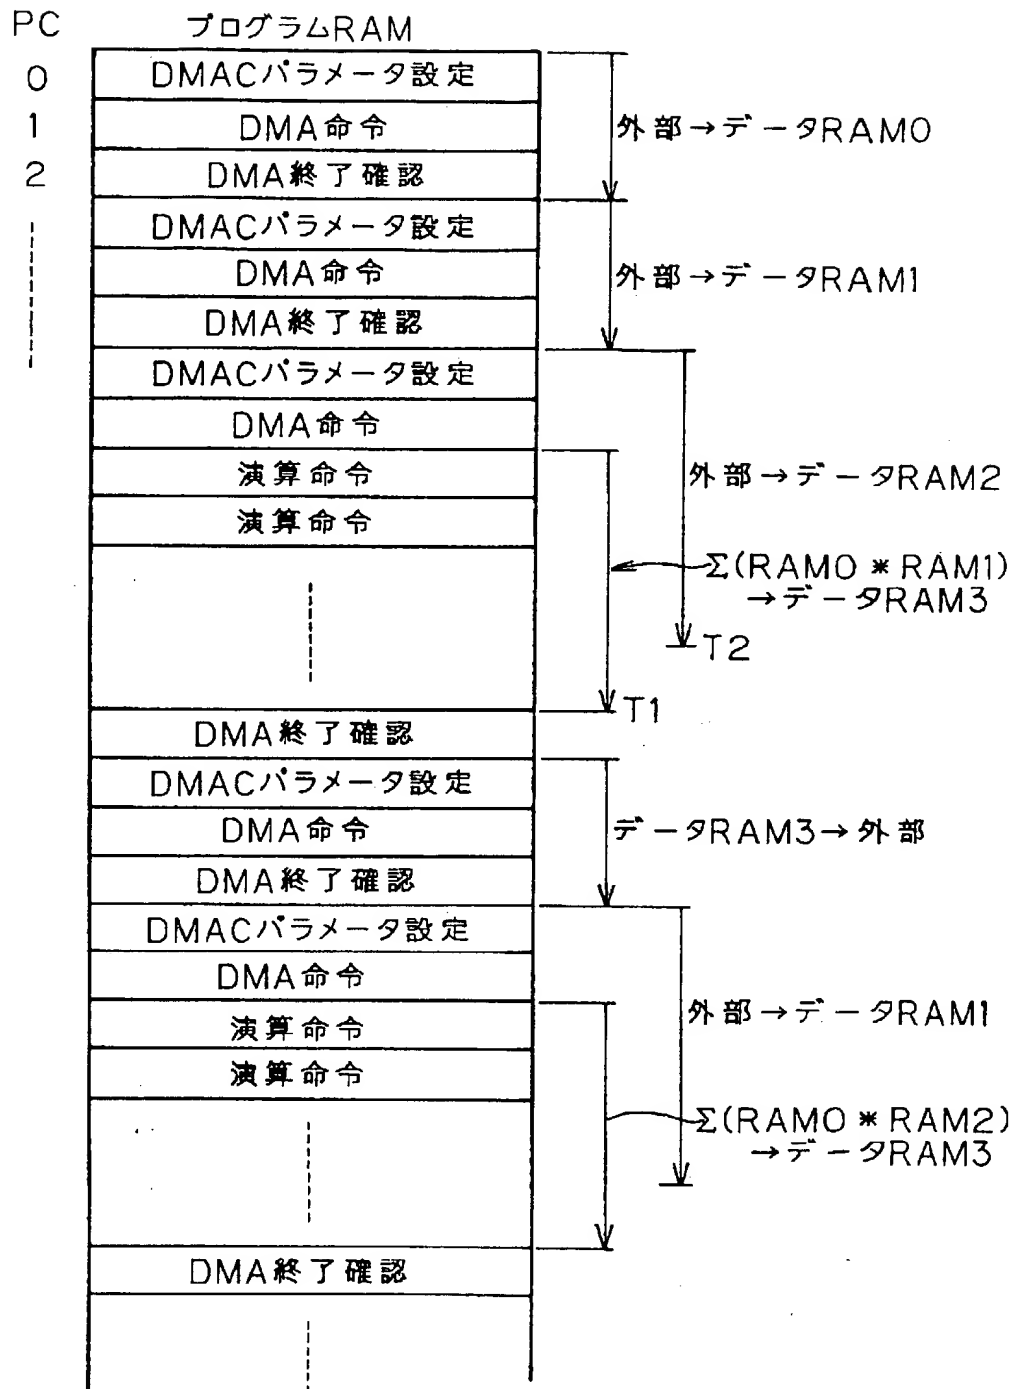 PC プログラムRAM
0 DMACパラメータ設定
1 DMA命令 外部→データRAM0
2 DMA終了確認
DMACパラメータ設定
DMA命令 外部→データRAM1
DMA終了確認
DMACパラメータ設定
DMA命令
演算命令 外部→データRAM2
演算命令
Σ(RAM0*RAM1)
→データRAM3
T2
T1
DMA終了確認
DMACパラメータ設定
DMA命令 データRAM3→外部
DMA終了確認
DMACパラメータ設定
DMA命令
演算命令 外部→データRAM1
演算命令
Σ(RAM0*RAM2)
→データRAM3
DMA終了確認